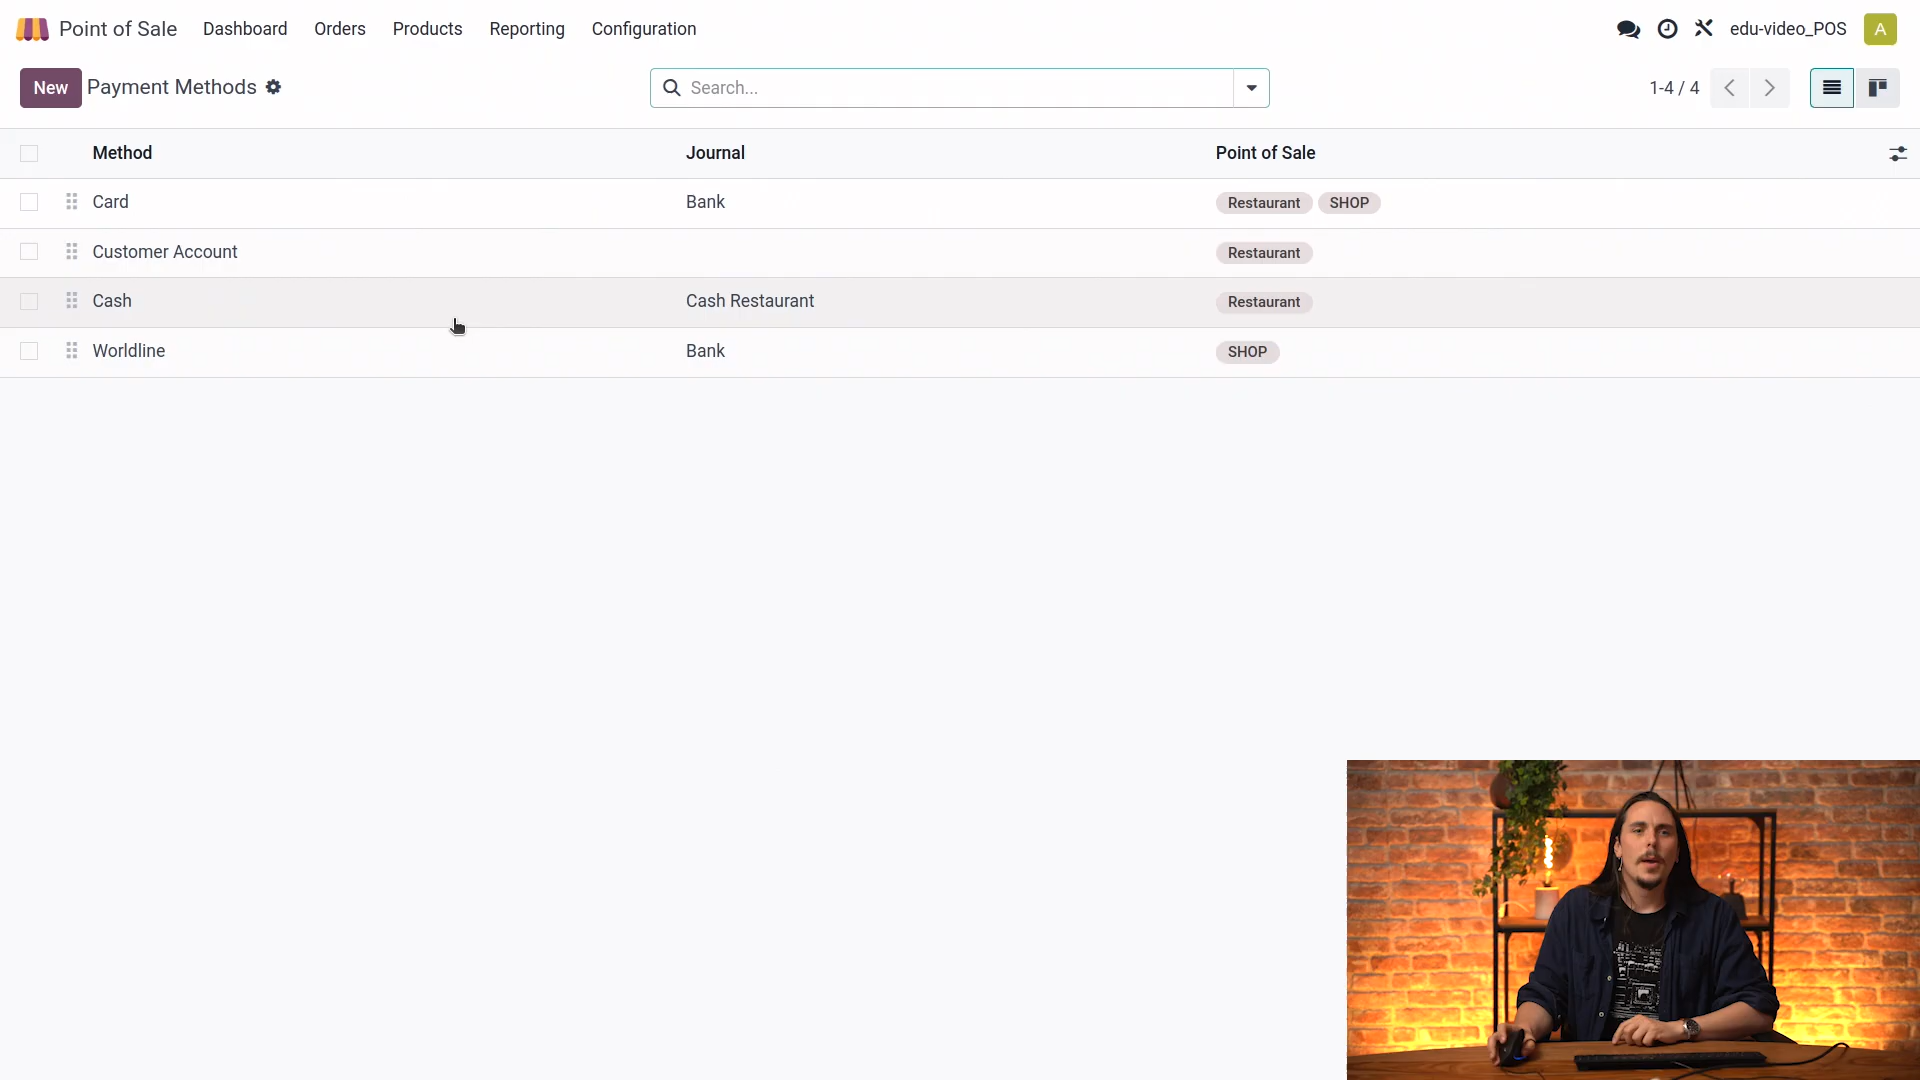 Point of Sale Dashboard Orders Products Reporting Configuration edu-video_POS A
New Payment Methods Search... 1-4 / 4
Method Journal Point of Sale
Card Bank Restaurant SHOP
Customer Account Restaurant
Cash Cash Restaurant Restaurant
Worldline Bank SHOP